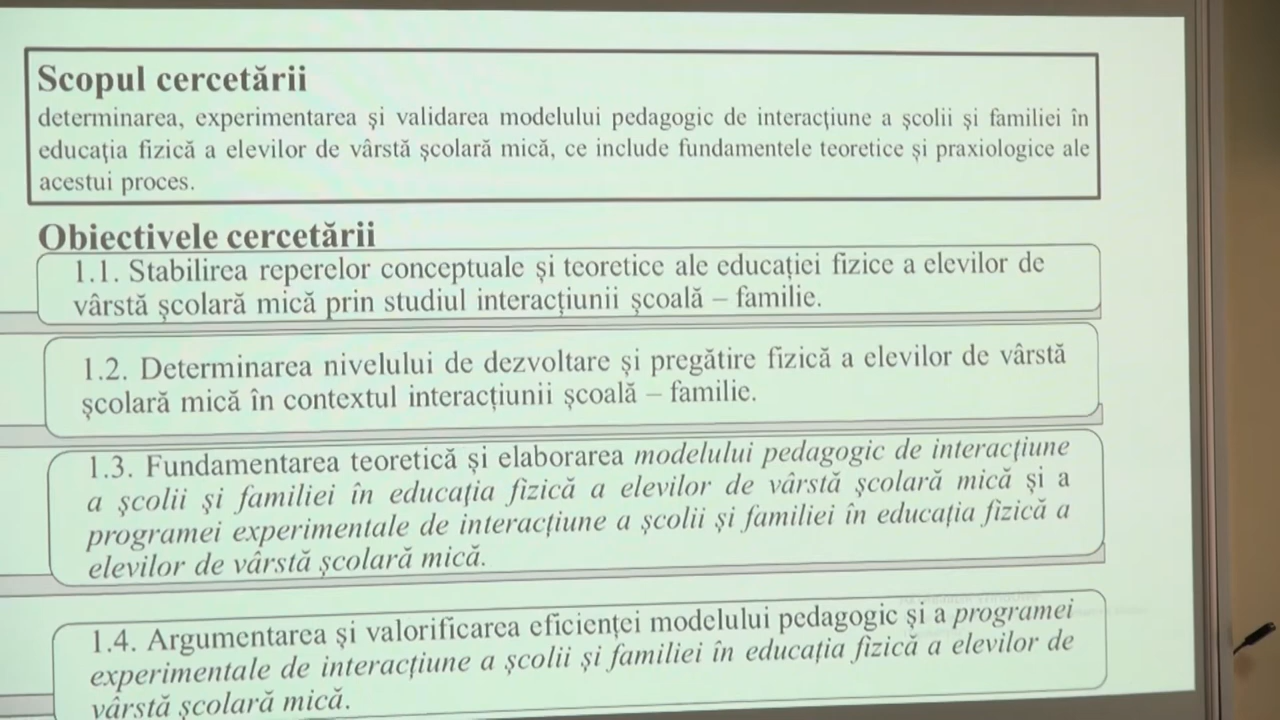 Scopul cercetării
determinarea, experimentarea și validarea modelului pedagogic de interacțiune a școlii și familiei în
educația fizică a elevilor de vârstă școlară mică, ce include fundamentele teoretice și praxiologice ale
acestui proces.
Obiectivele cercetării
1.1. Stabilirea reperelor conceptuale și teoretice ale educației fizice a elevilor de
vârstă școlară mică prin studiul interacțiunii școală – familie.
1.2. Determinarea nivelului de dezvoltare și pregătire fizică a elevilor de vârstă
școlară mică în contextul interacțiunii școală – familie.
1.3. Fundamentarea teoretică și elaborarea modelului pedagogic de interacțiune
a școlii și familiei în educația fizică a elevilor de vârstă școlară mică și a
programei experimentale de interacțiune a școlii și familiei în educația fizică a
elevilor de vârstă școlară mică.
1.4. Argumentarea și valorificarea eficienței modelului pedagogic și a programei
experimentale de interacțiune a școlii și familiei în educația fizică a elevilor de
vârstă școlară mică.